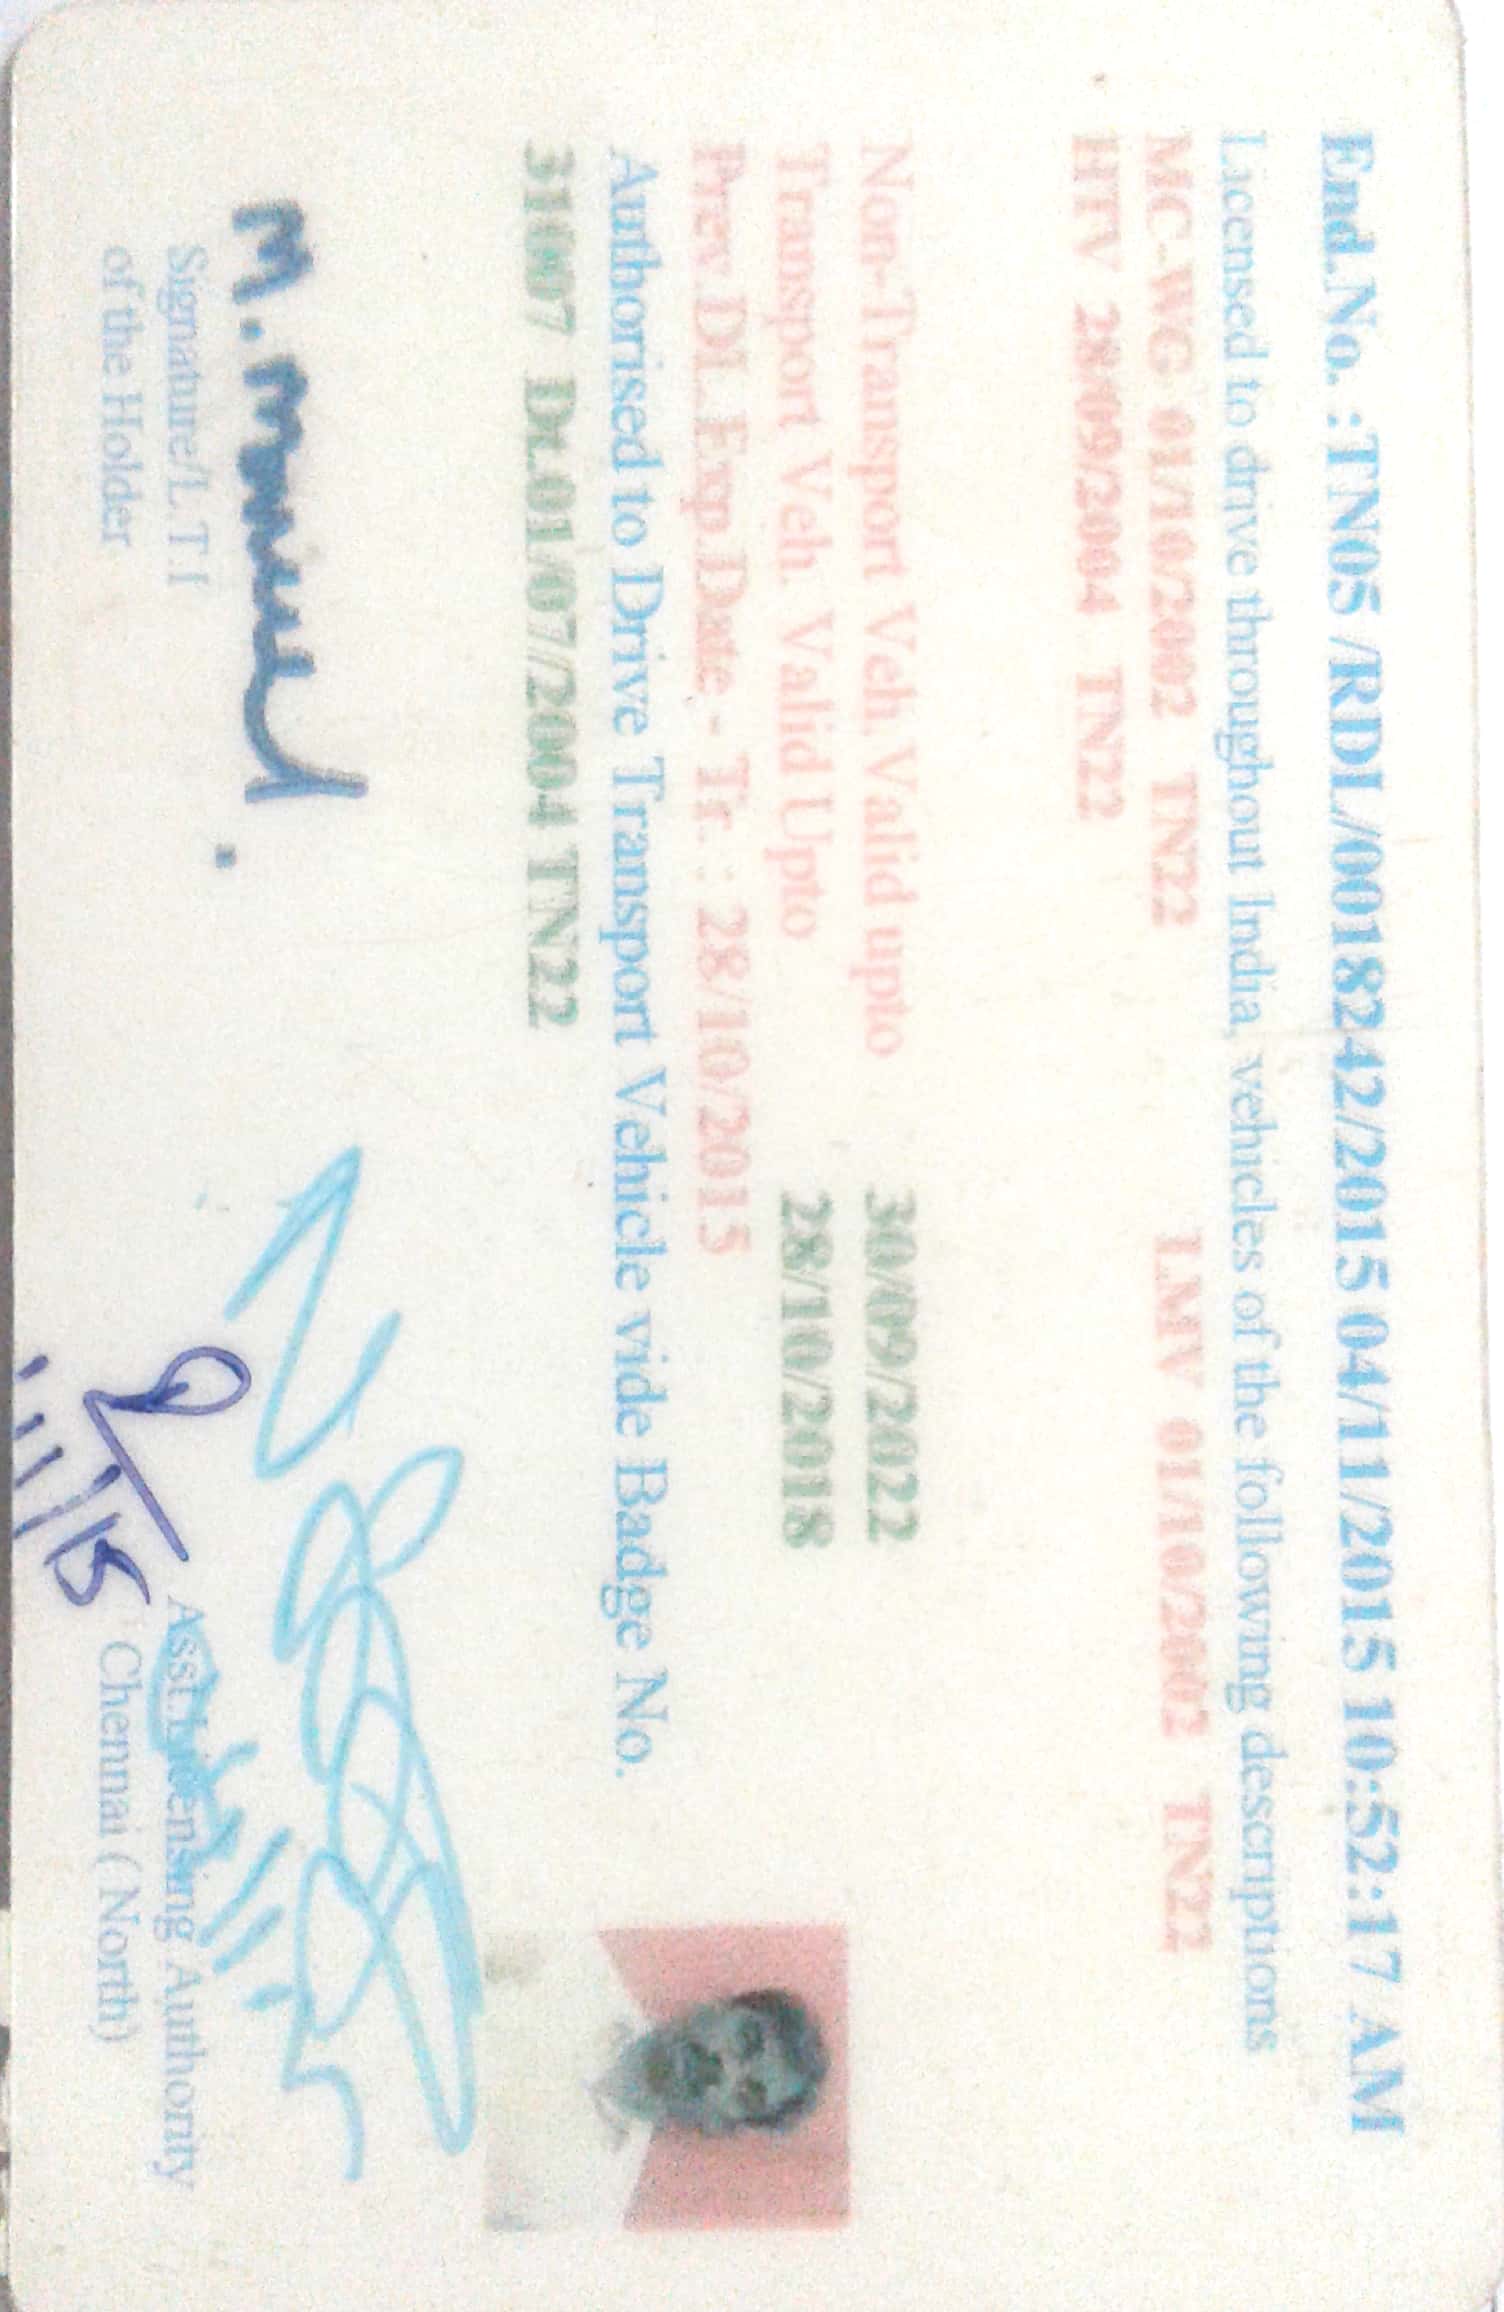 End.No. :TN05 /RDL/0018242/2015 04/11/2015 10:52:17 AM
Licensed to drive throughout India, vehicles of the following descriptions
MC-WG 01/10/2002 TN22 LMV 01/10/2002 TN22
HTV 28/09/2004 TN22
Non-Transport Veh. Valid upto 30/09/2022
Transport Veh. Valid Upto 28/10/2018
Prev DL Exp.Date - Tr. : 28/10/2015
Authorised to Drive Transport Vehicle vide Badge No.
31007 Dt.01/07/2004 TN22
Signature/L.T.I
of the Holder
Asst.Licensing Authority
Chennai ( North)